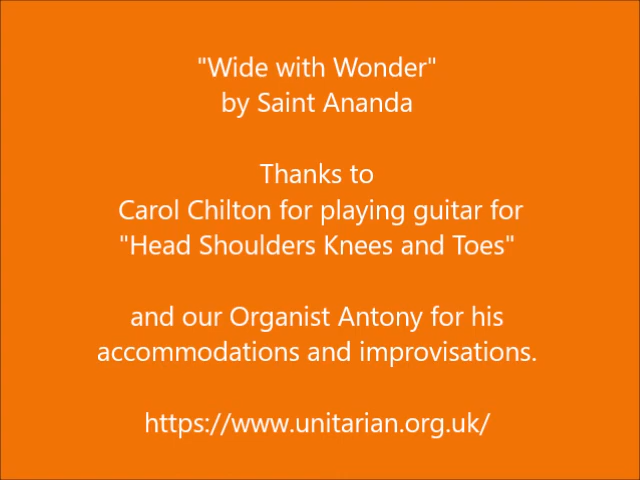 "Wide with Wonder"
by Saint Ananda
Thanks to
Carol Chilton for playing guitar for
"Head Shoulders Knees and Toes"
and our Organist Antony for his
accommodations and improvisations.
https://www.unitarian.org.uk/